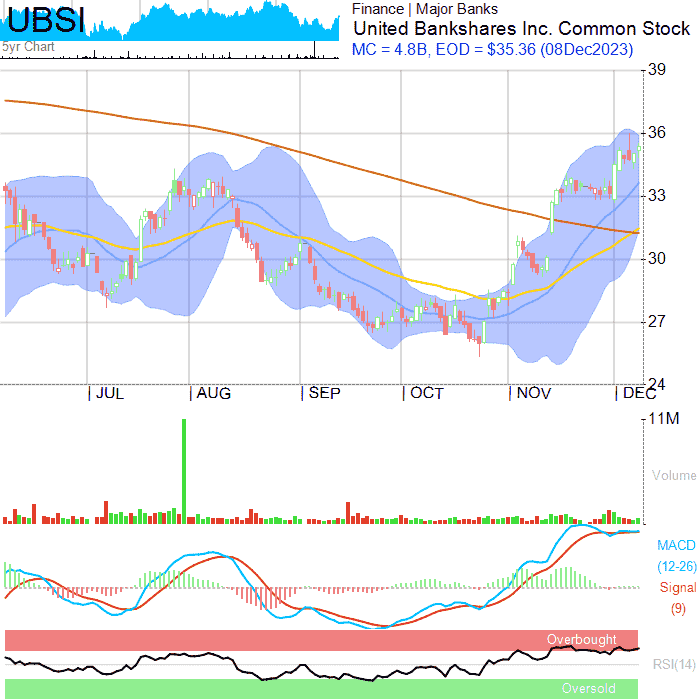 UBSI
5yr Chart
Finance | Major Banks
United Bankshares Inc. Common Stock
MC = 4.8B, EOD = $35.36 (08Dec2023)
39
36
33
30
27
24
JUL AUG SEP OCT NOV DEC
11M
Volume
MACD
(12-26)
Signal
(9)
Overbought
RSI(14)
Oversold